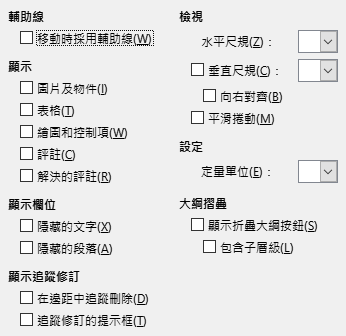 輔助線
移動時採用輔助線(W)
顯示
圖片及物件(I)
表格(T)
繪圖和控制項(W)
評註(C)
解決的評註(R)
顯示欄位
隱藏的文字(X)
隱藏的段落(A)
顯示追蹤修訂
在邊距中追蹤刪除(D)
追蹤修訂的提示框(T)
檢視
水平尺規(Z)：
垂直尺規(C)：
向右對齊(B)
平滑捲動(M)
設定
定量單位(E)：
大綱摺疊
顯示折疊大綱按鈕(S)
包含子層級(L)